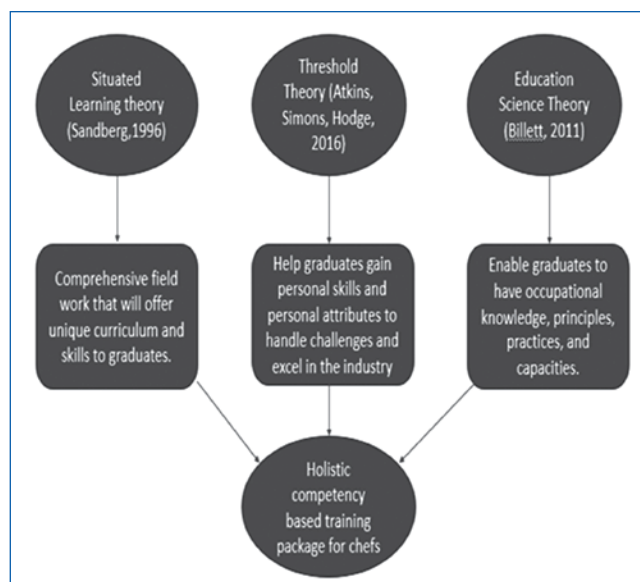 Situated
Learning theory
(Sandberg,1996)
Threshold
Theory (Atkins,
Simons, Hodge,
2016)
Education
Science Theory
(Billett, 2011)
Comprehensive field
work that will offer
unique curriculum and
skills to graduates.
Help graduates gain
personal skills and
personal attributes to
handle challenges and
excel in the industry
Enable graduates to
have occupational
knowledge, principles,
practices, and
capacities.
Holistic
competency
based training
package for chefs